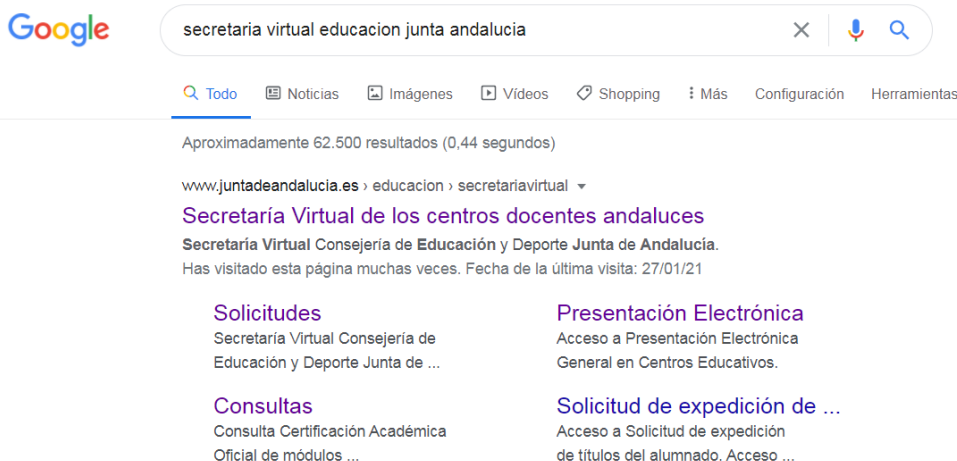 Google
secretaria virtual educacion junta andalucia
Todo Noticias Imágenes Vídeos Shopping Más Configuración Herramientas
Aproximadamente 62.500 resultados (0,44 segundos)
www.juntadeandalucia.es › educacion › secretariavirtual
Secretaría Virtual de los centros docentes andaluces
Secretaría Virtual Consejería de Educación y Deporte Junta de Andalucía.
Has visitado esta página muchas veces. Fecha de la última visita: 27/01/21
Solicitudes
Secretaría Virtual Consejería de
Educación y Deporte Junta de ...
Presentación Electrónica
Acceso a Presentación Electrónica
General en Centros Educativos.
Consultas
Consulta Certificación Académica
Oficial de módulos ...
Solicitud de expedición de ...
Acceso a Solicitud de expedición
de títulos del alumnado. Acceso ...